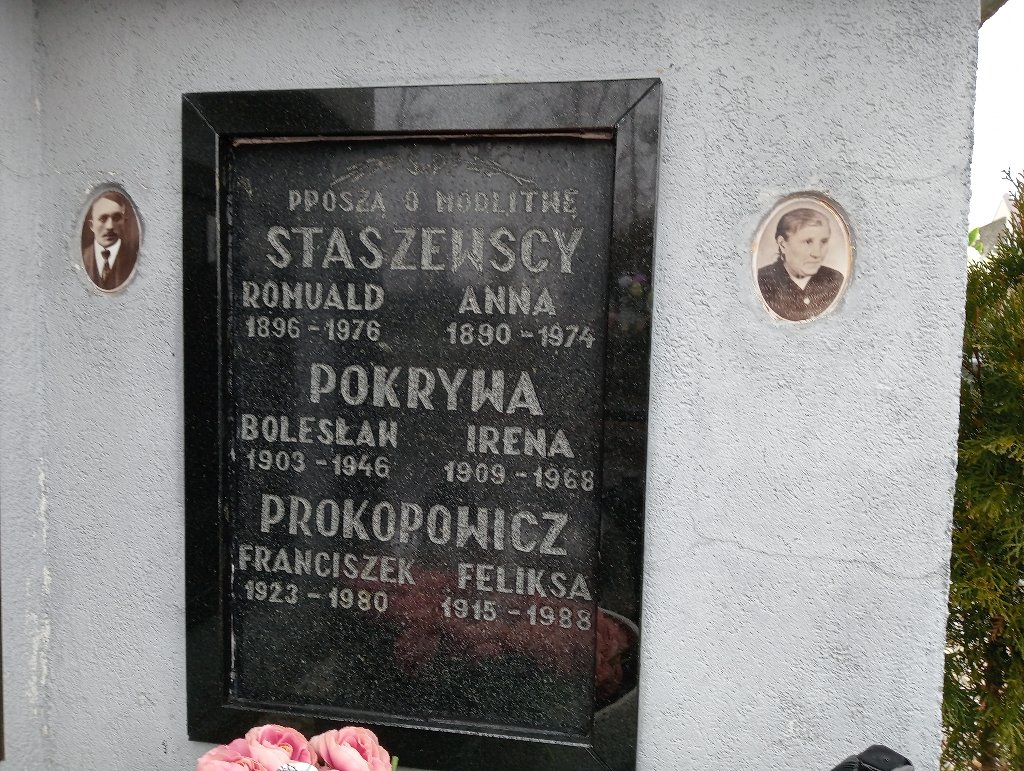 PPOSZĄ O MODLITWĘ
STASZEWSCY
ROMUALD ANNA
1896 - 1976 1890 - 1974
POKRYWA
BOLESŁAW IRENA
1903 - 1946 1909 - 1968
PROKOPOWICZ
FRANCISZEK FELIKSA
1923 - 1980 1915 - 1988